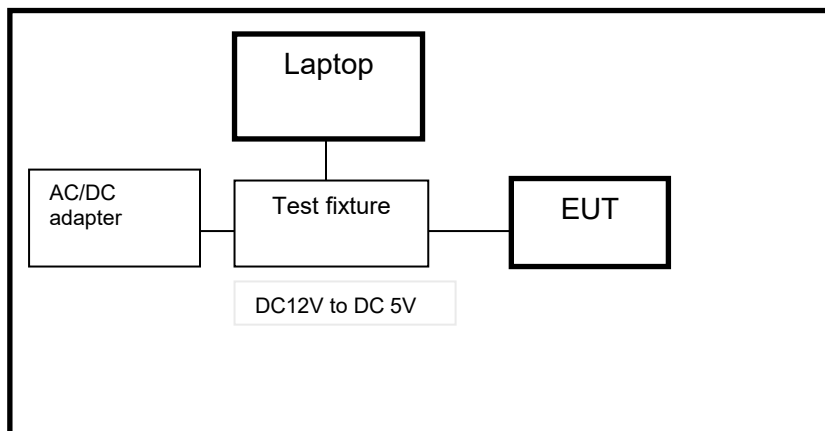 Laptop
AC/DC
adapter
Test fixture
EUT
DC12V to DC 5V